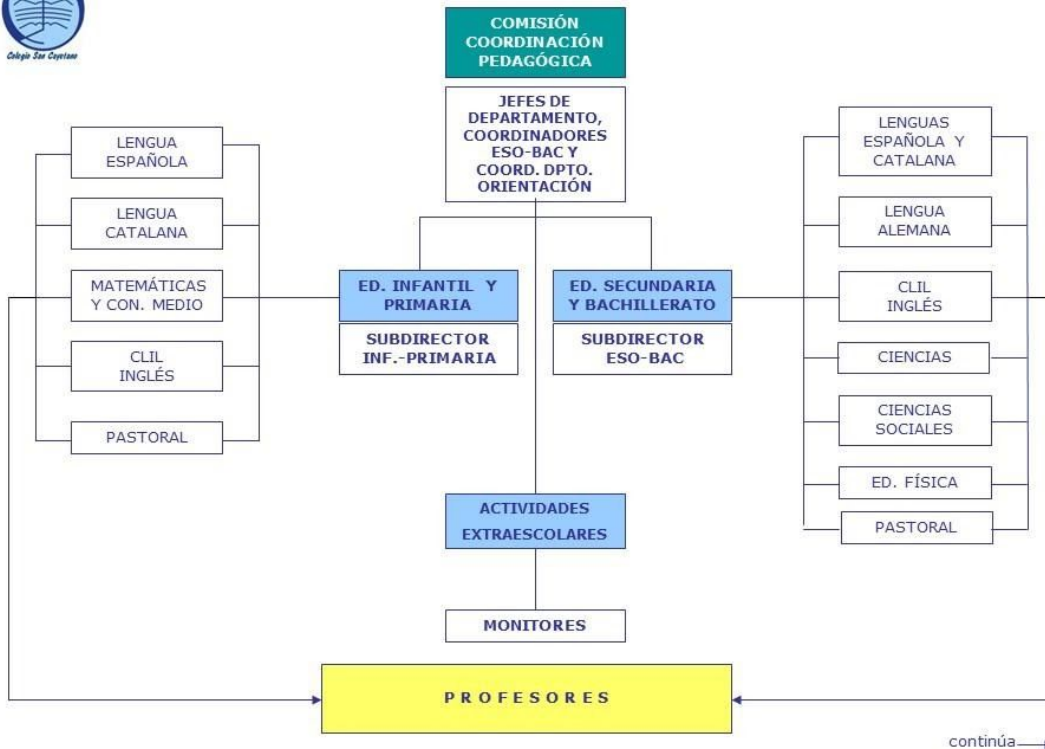 Colegio San Cayetano
COMISIÓN
COORDINACIÓN
PEDAGÓGICA
JEFES DE
DEPARTAMENTO,
COORDINADORES
ESO-BAC Y
COORD. DPTO.
ORIENTACIÓN
LENGUA
ESPAÑOLA
LENGUA
CATALANA
MATEMÁTICAS
Y CON. MEDIO
CLIL
INGLÉS
PASTORAL
ED. INFANTIL Y
PRIMARIA
SUBDIRECTOR
INF.-PRIMARIA
ED. SECUNDARIA
Y BACHILLERATO
SUBDIRECTOR
ESO-BAC
LENGUAS
ESPAÑOLA Y
CATALANA
LENGUA
ALEMANA
CLIL
INGLÉS
CIENCIAS
CIENCIAS
SOCIALES
ED. FÍSICA
PASTORAL
ACTIVIDADES
EXTRAESCOLARES
MONITORES
PROFESORES
continúa